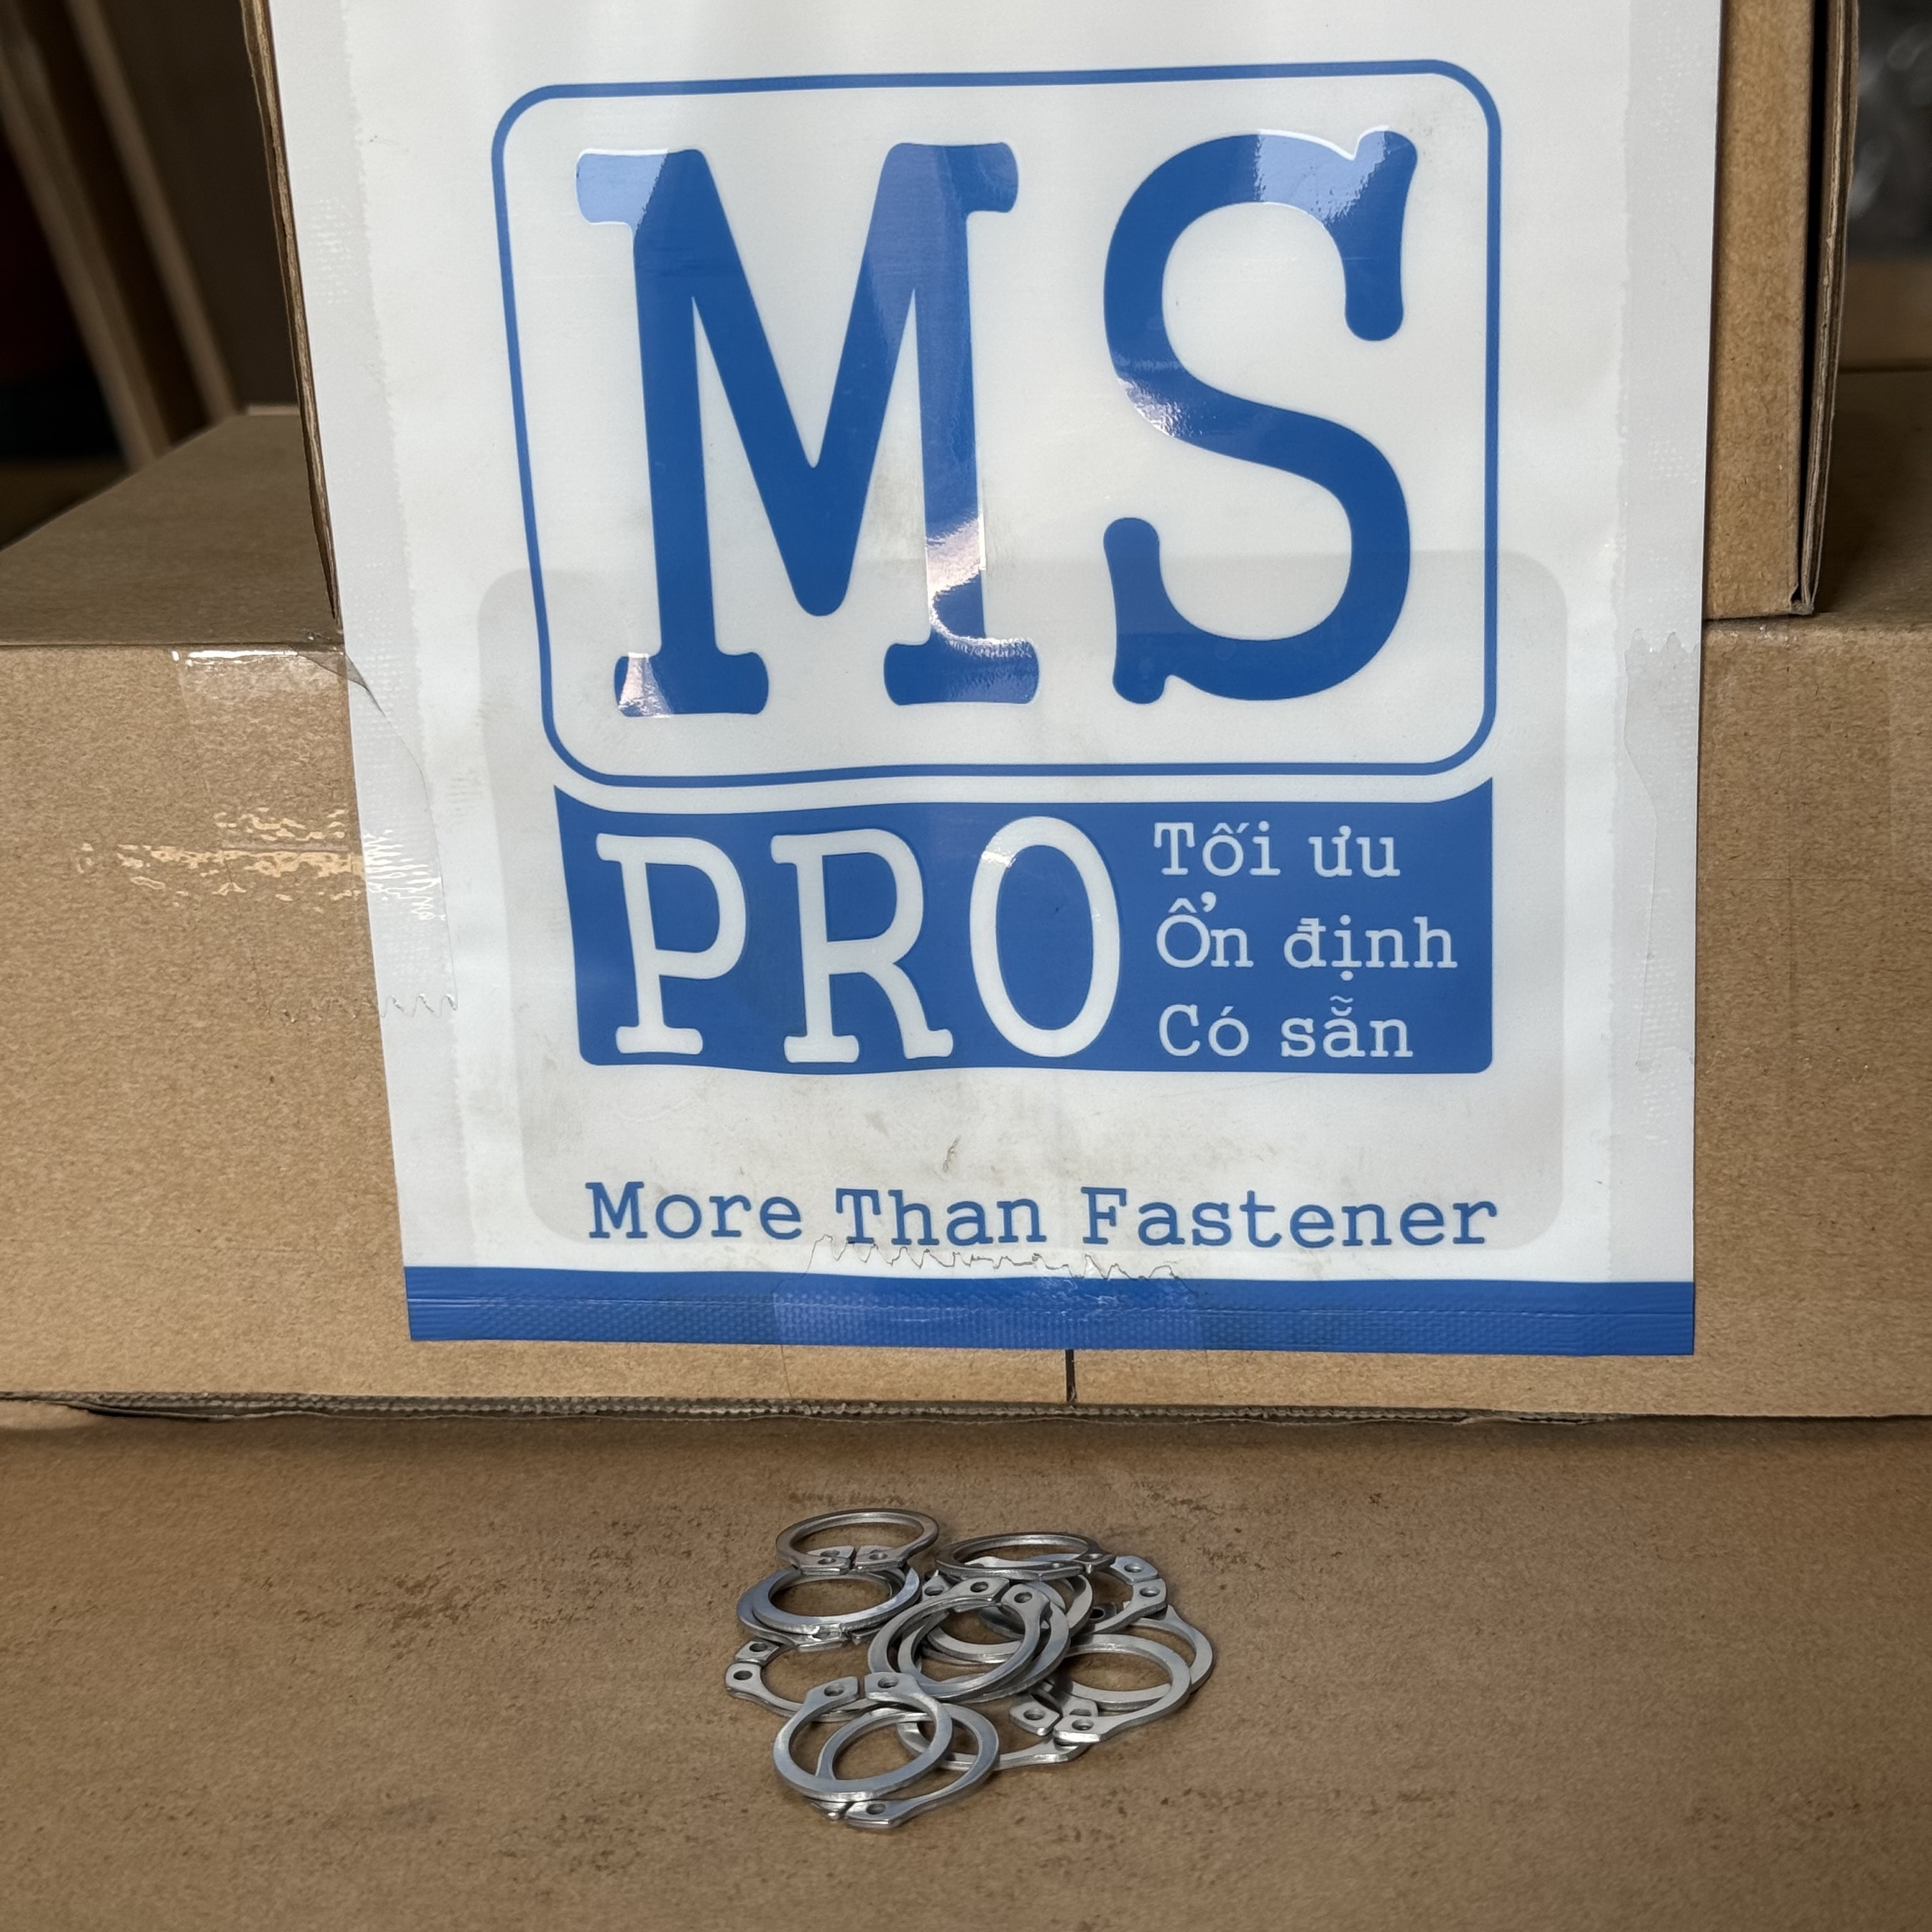 MS
PRO
Tối ưu
Ổn định
Có sẵn
More Than Fastener